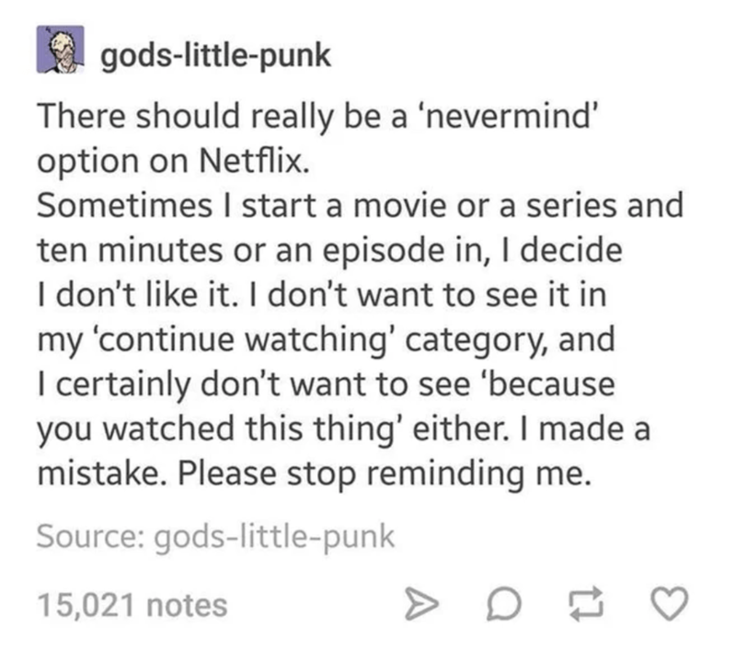 gods-little-punk
There should really be a ‘nevermind’
option on Netflix.
Sometimes I start a movie or a series and
ten minutes or an episode in, I decide
I don't like it. I don't want to see it in
my ‘continue watching’ category, and
I certainly don't want to see ‘because
you watched this thing’ either. I made a
mistake. Please stop reminding me.
Source: gods-little-punk
15,021 notes